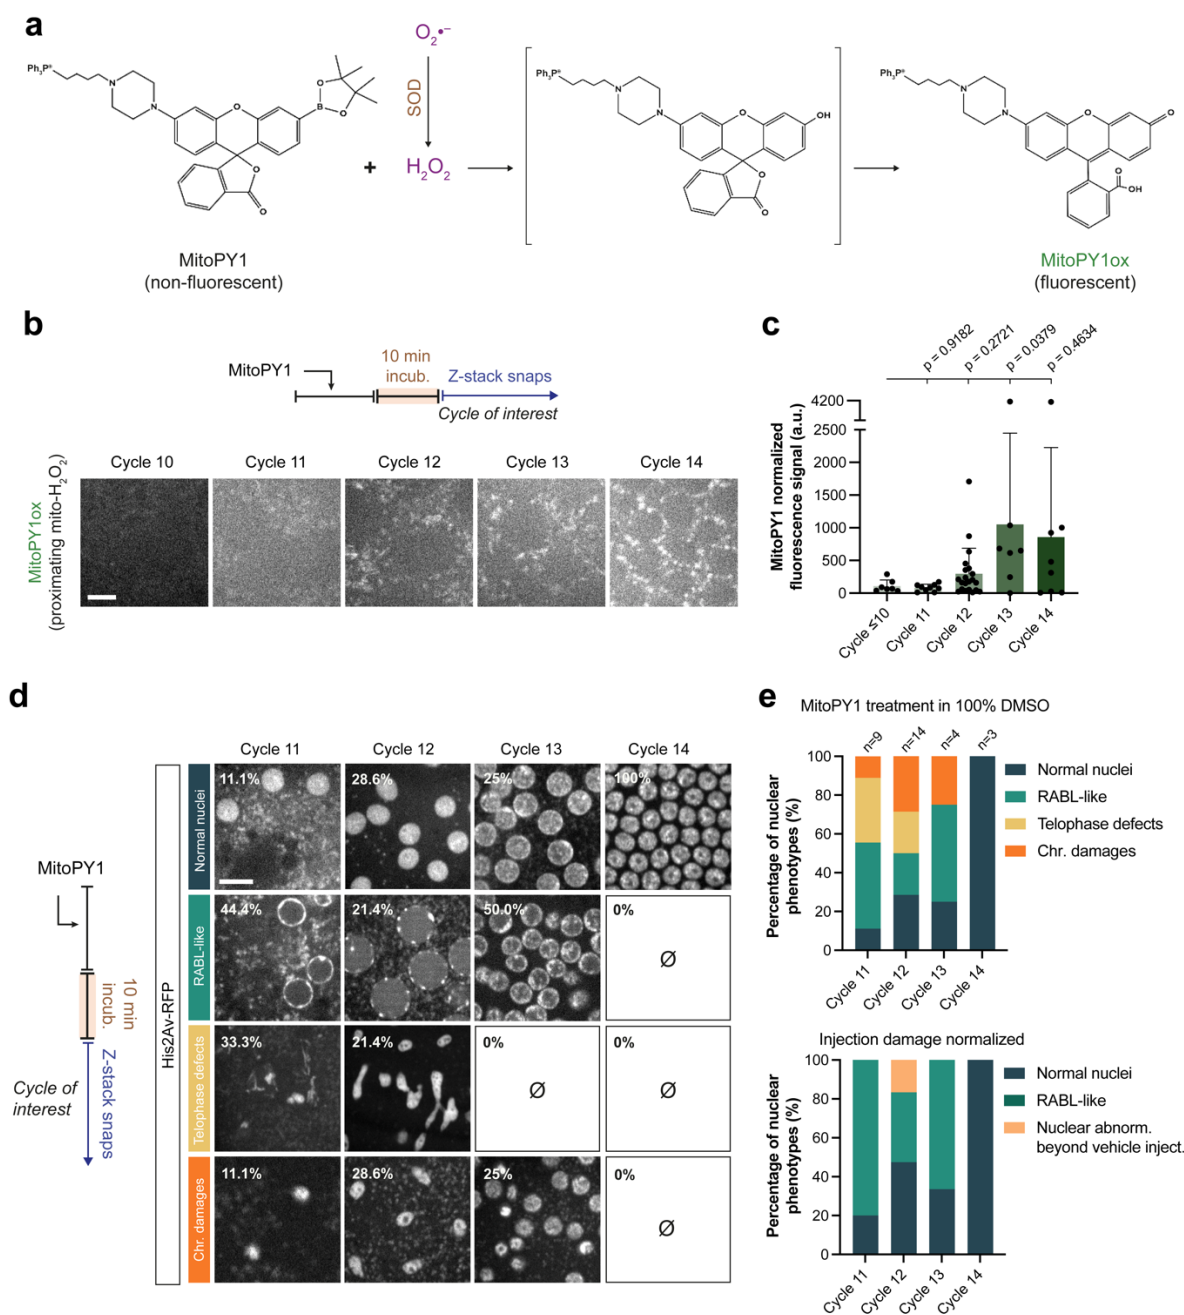 a
O₂•−
SOD
Ph₃P⁺
N
N
O
O
B
O
O
O
+
H₂O₂
MitoPY1
(non-fluorescent)
Ph₃P⁺
N
N
O
OH
O
O
Ph₃P⁺
N
N
O
O
O
OH
MitoPY1ox
(fluorescent)
b
MitoPY1
10 min
incub.
Z-stack snaps
Cycle of interest
Cycle 10
Cycle 11
Cycle 12
Cycle 13
Cycle 14
MitoPY1ox
(proximating mito-H₂O₂)
c
p = 0.9182
p = 0.2721
p = 0.0379
p = 0.4634
MitoPY1 normalized
fluorescence signal (a.u.)
4200
2500
2000
1500
1000
500
0
Cycle ≤10
Cycle 11
Cycle 12
Cycle 13
Cycle 14
d
Cycle 11
Cycle 12
Cycle 13
Cycle 14
MitoPY1
10 min
incub.
Z-stack snaps
Cycle of
interest
His2Av-RFP
Normal nuclei
11.1%
28.6%
25%
100%
RABL-like
44.4%
21.4%
50.0%
0%
Ø
Telophase defects
33.3%
21.4%
0%
Ø
0%
Ø
Chr. damages
11.1%
28.6%
25%
0%
Ø
e
MitoPY1 treatment in 100% DMSO
n=9
n=14
n=4
n=3
Percentage of nuclear
phenotypes (%)
100
80
60
40
20
0
Cycle 11
Cycle 12
Cycle 13
Cycle 14
Normal nuclei
RABL-like
Telophase defects
Chr. damages
Injection damage normalized
Percentage of nuclear
phenotypes (%)
100
80
60
40
20
0
Cycle 11
Cycle 12
Cycle 13
Cycle 14
Normal nuclei
RABL-like
Nuclear abnorm.
beyond vehicle inject.